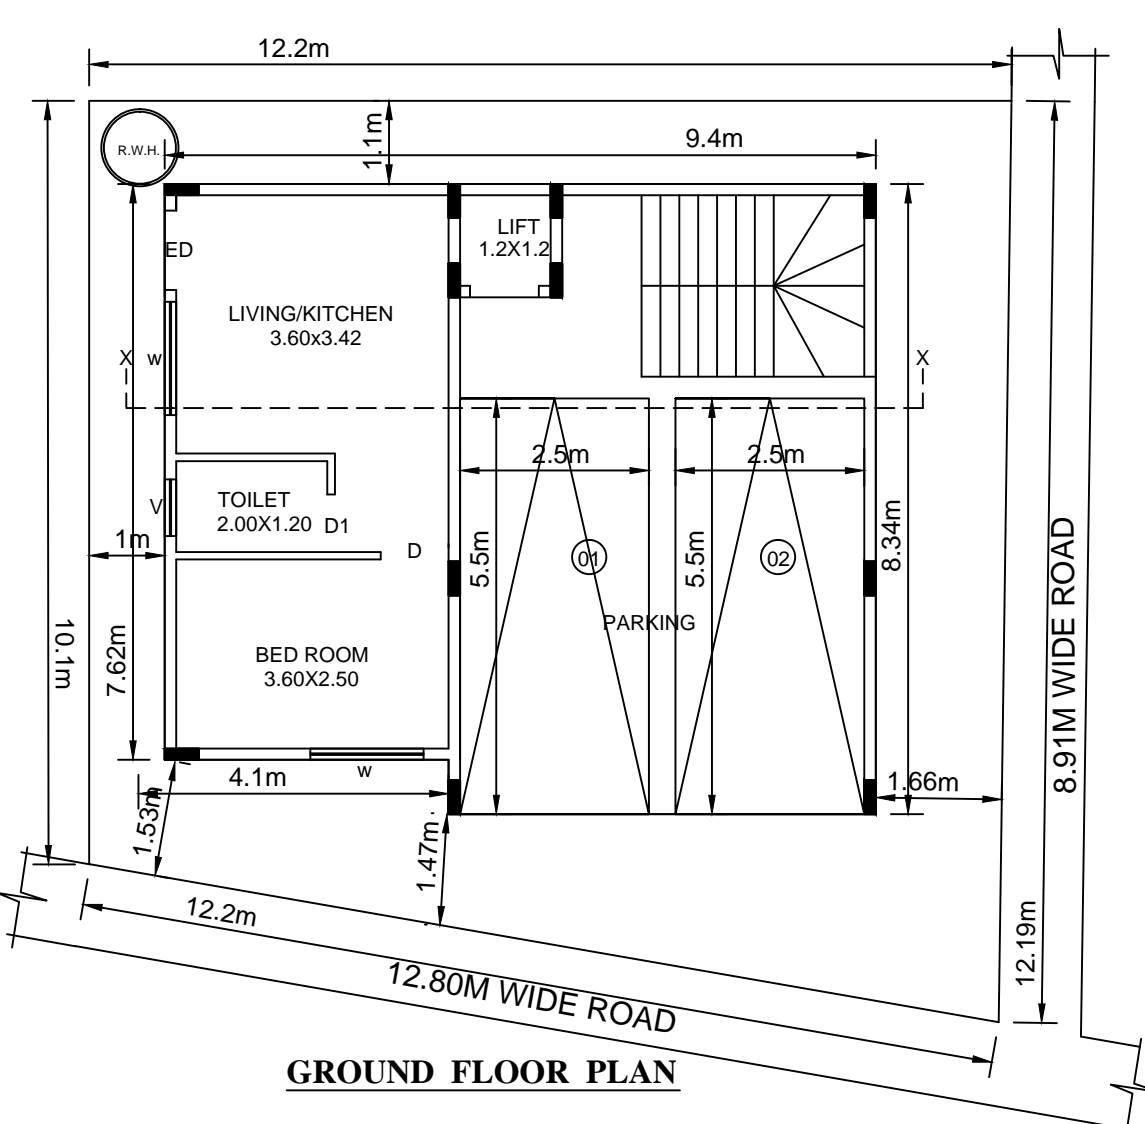 12.2m
1.1m
9.4m
R.W.H.
LIFT
1.2X1.2
ED
LIVING/KITCHEN
3.60x3.42
X
w
X
2.5m
2.5m
V
TOILET
2.00X1.20
D1
1m
D
5.5m
01
5.5m
02
8.34m
8.91M WIDE ROAD
10.1m
7.62m
PARKING
BED ROOM
3.60X2.50
4.1m
w
1.66m
1.53m
1.47m
12.2m
12.19m
12.80M WIDE ROAD
GROUND FLOOR PLAN